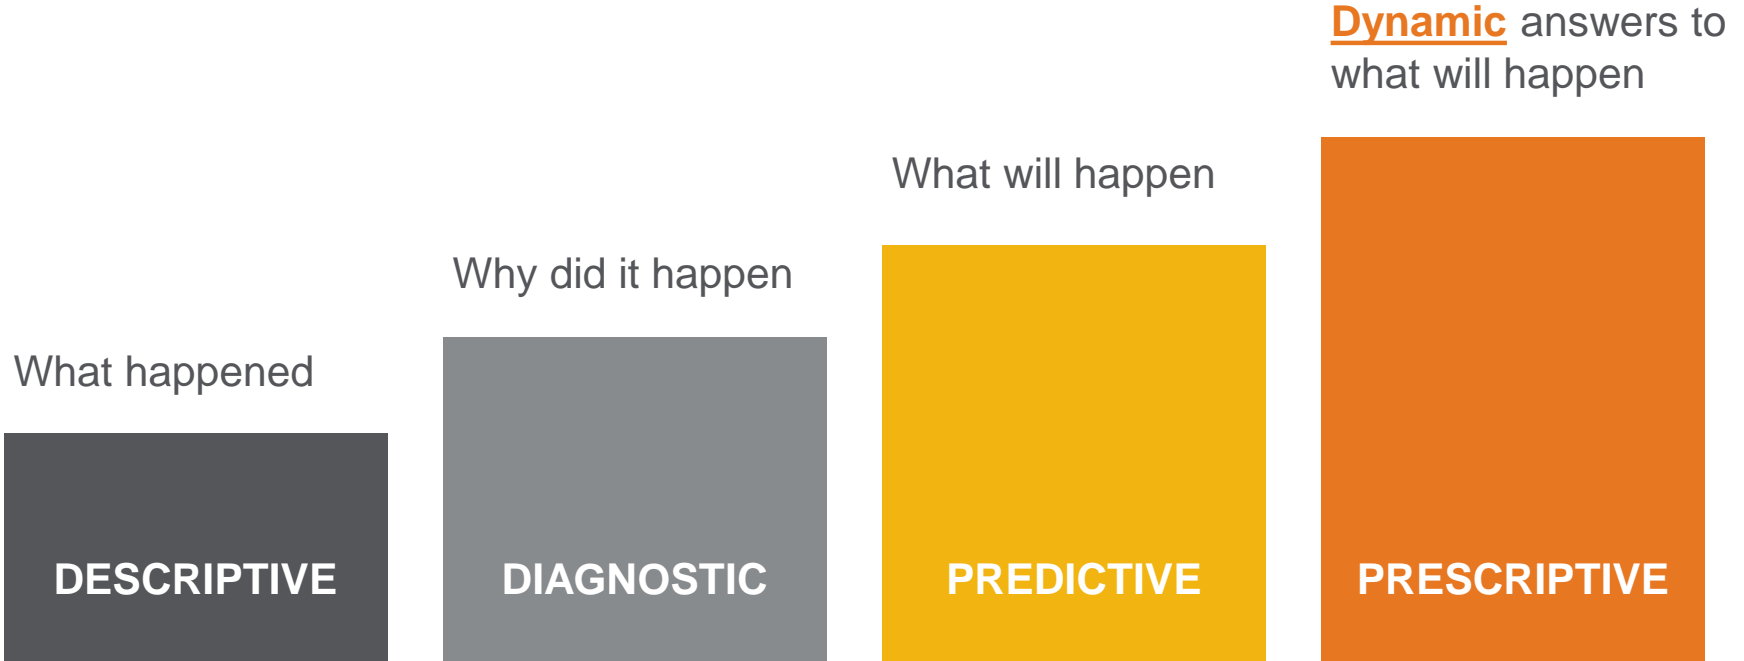 What happened
DESCRIPTIVE
Why did it happen
DIAGNOSTIC
What will happen
PREDICTIVE
Dynamic answers to
what will happen
PRESCRIPTIVE